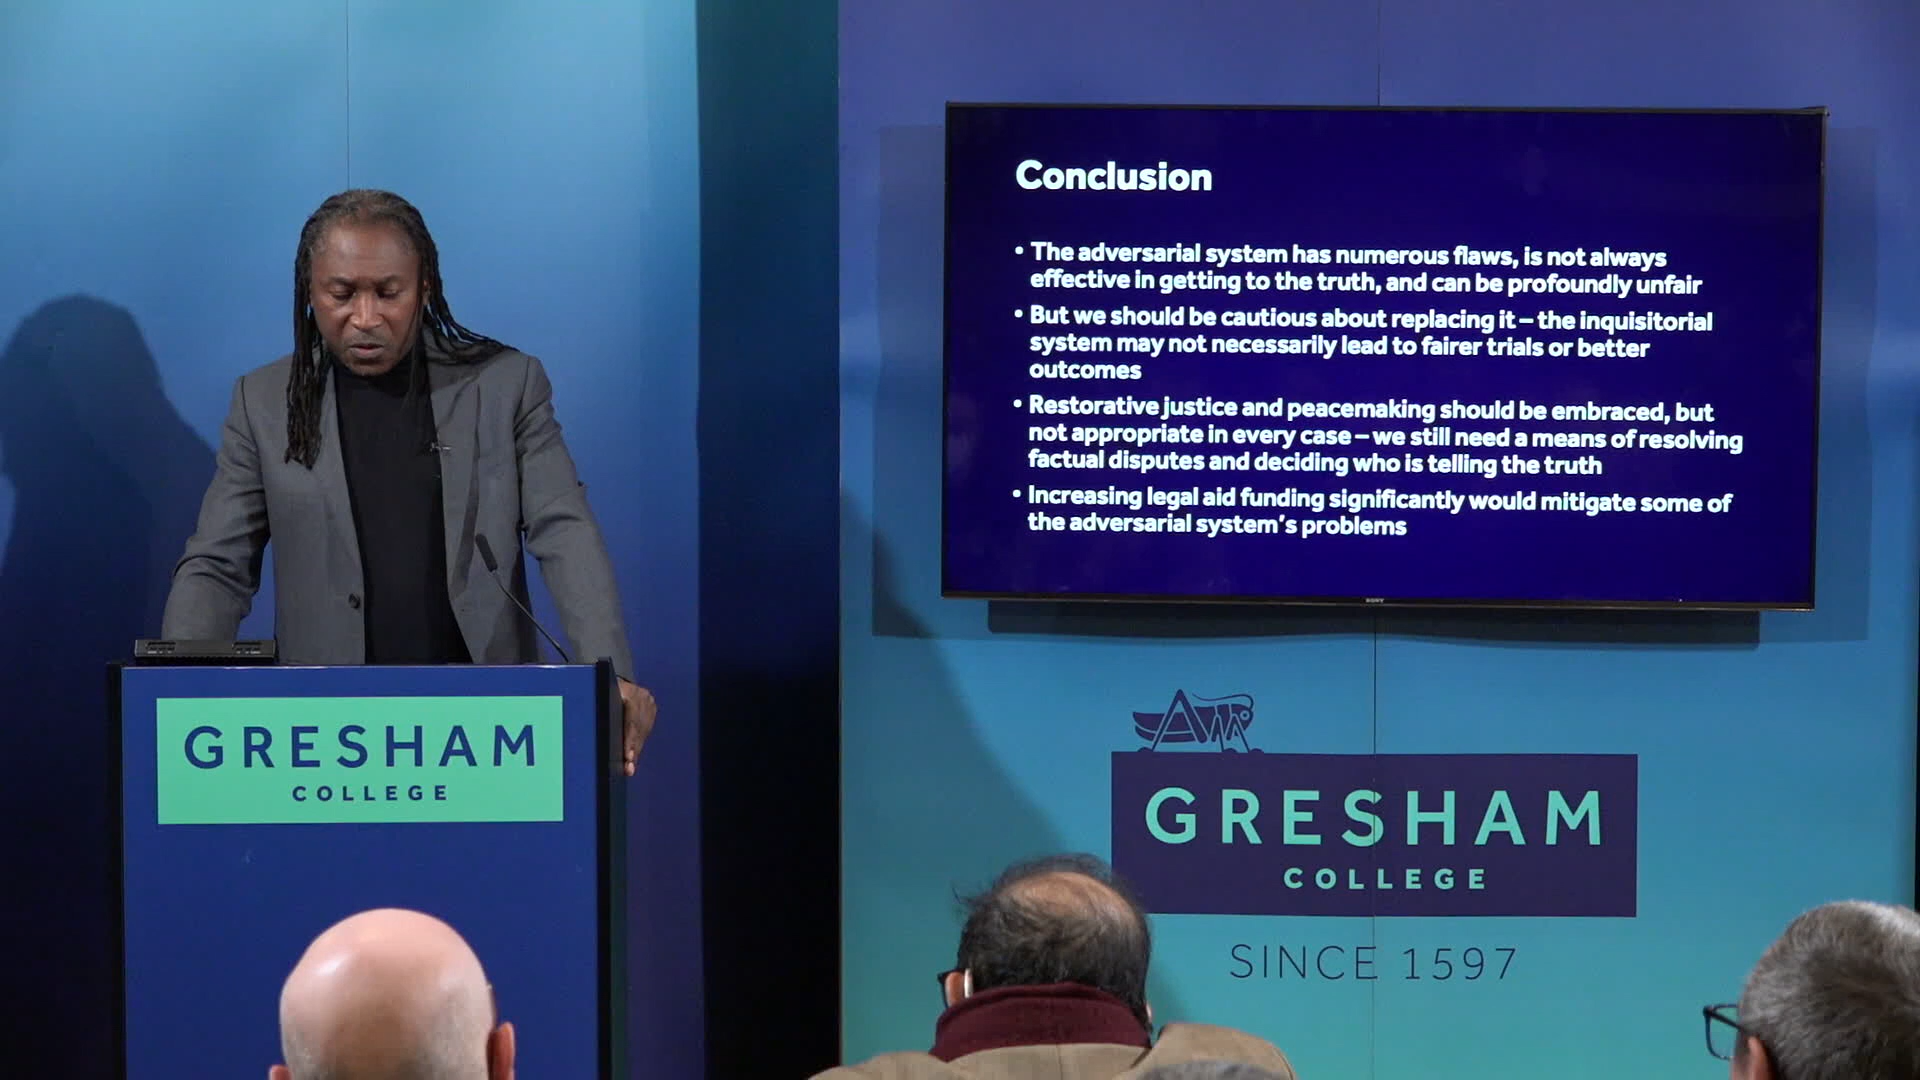 Conclusion
• The adversarial system has numerous flaws, is not always
effective in getting to the truth, and can be profoundly unfair
• But we should be cautious about replacing it – the inquisitorial
system may not necessarily lead to fairer trials or better
outcomes
• Restorative justice and peacemaking should be embraced, but
not appropriate in every case – we still need a means of resolving
factual disputes and deciding who is telling the truth
• Increasing legal aid funding significantly would mitigate some of
the adversarial system's problems
SONY
GRESHAM
COLLEGE
GRESHAM
COLLEGE
SINCE 1597